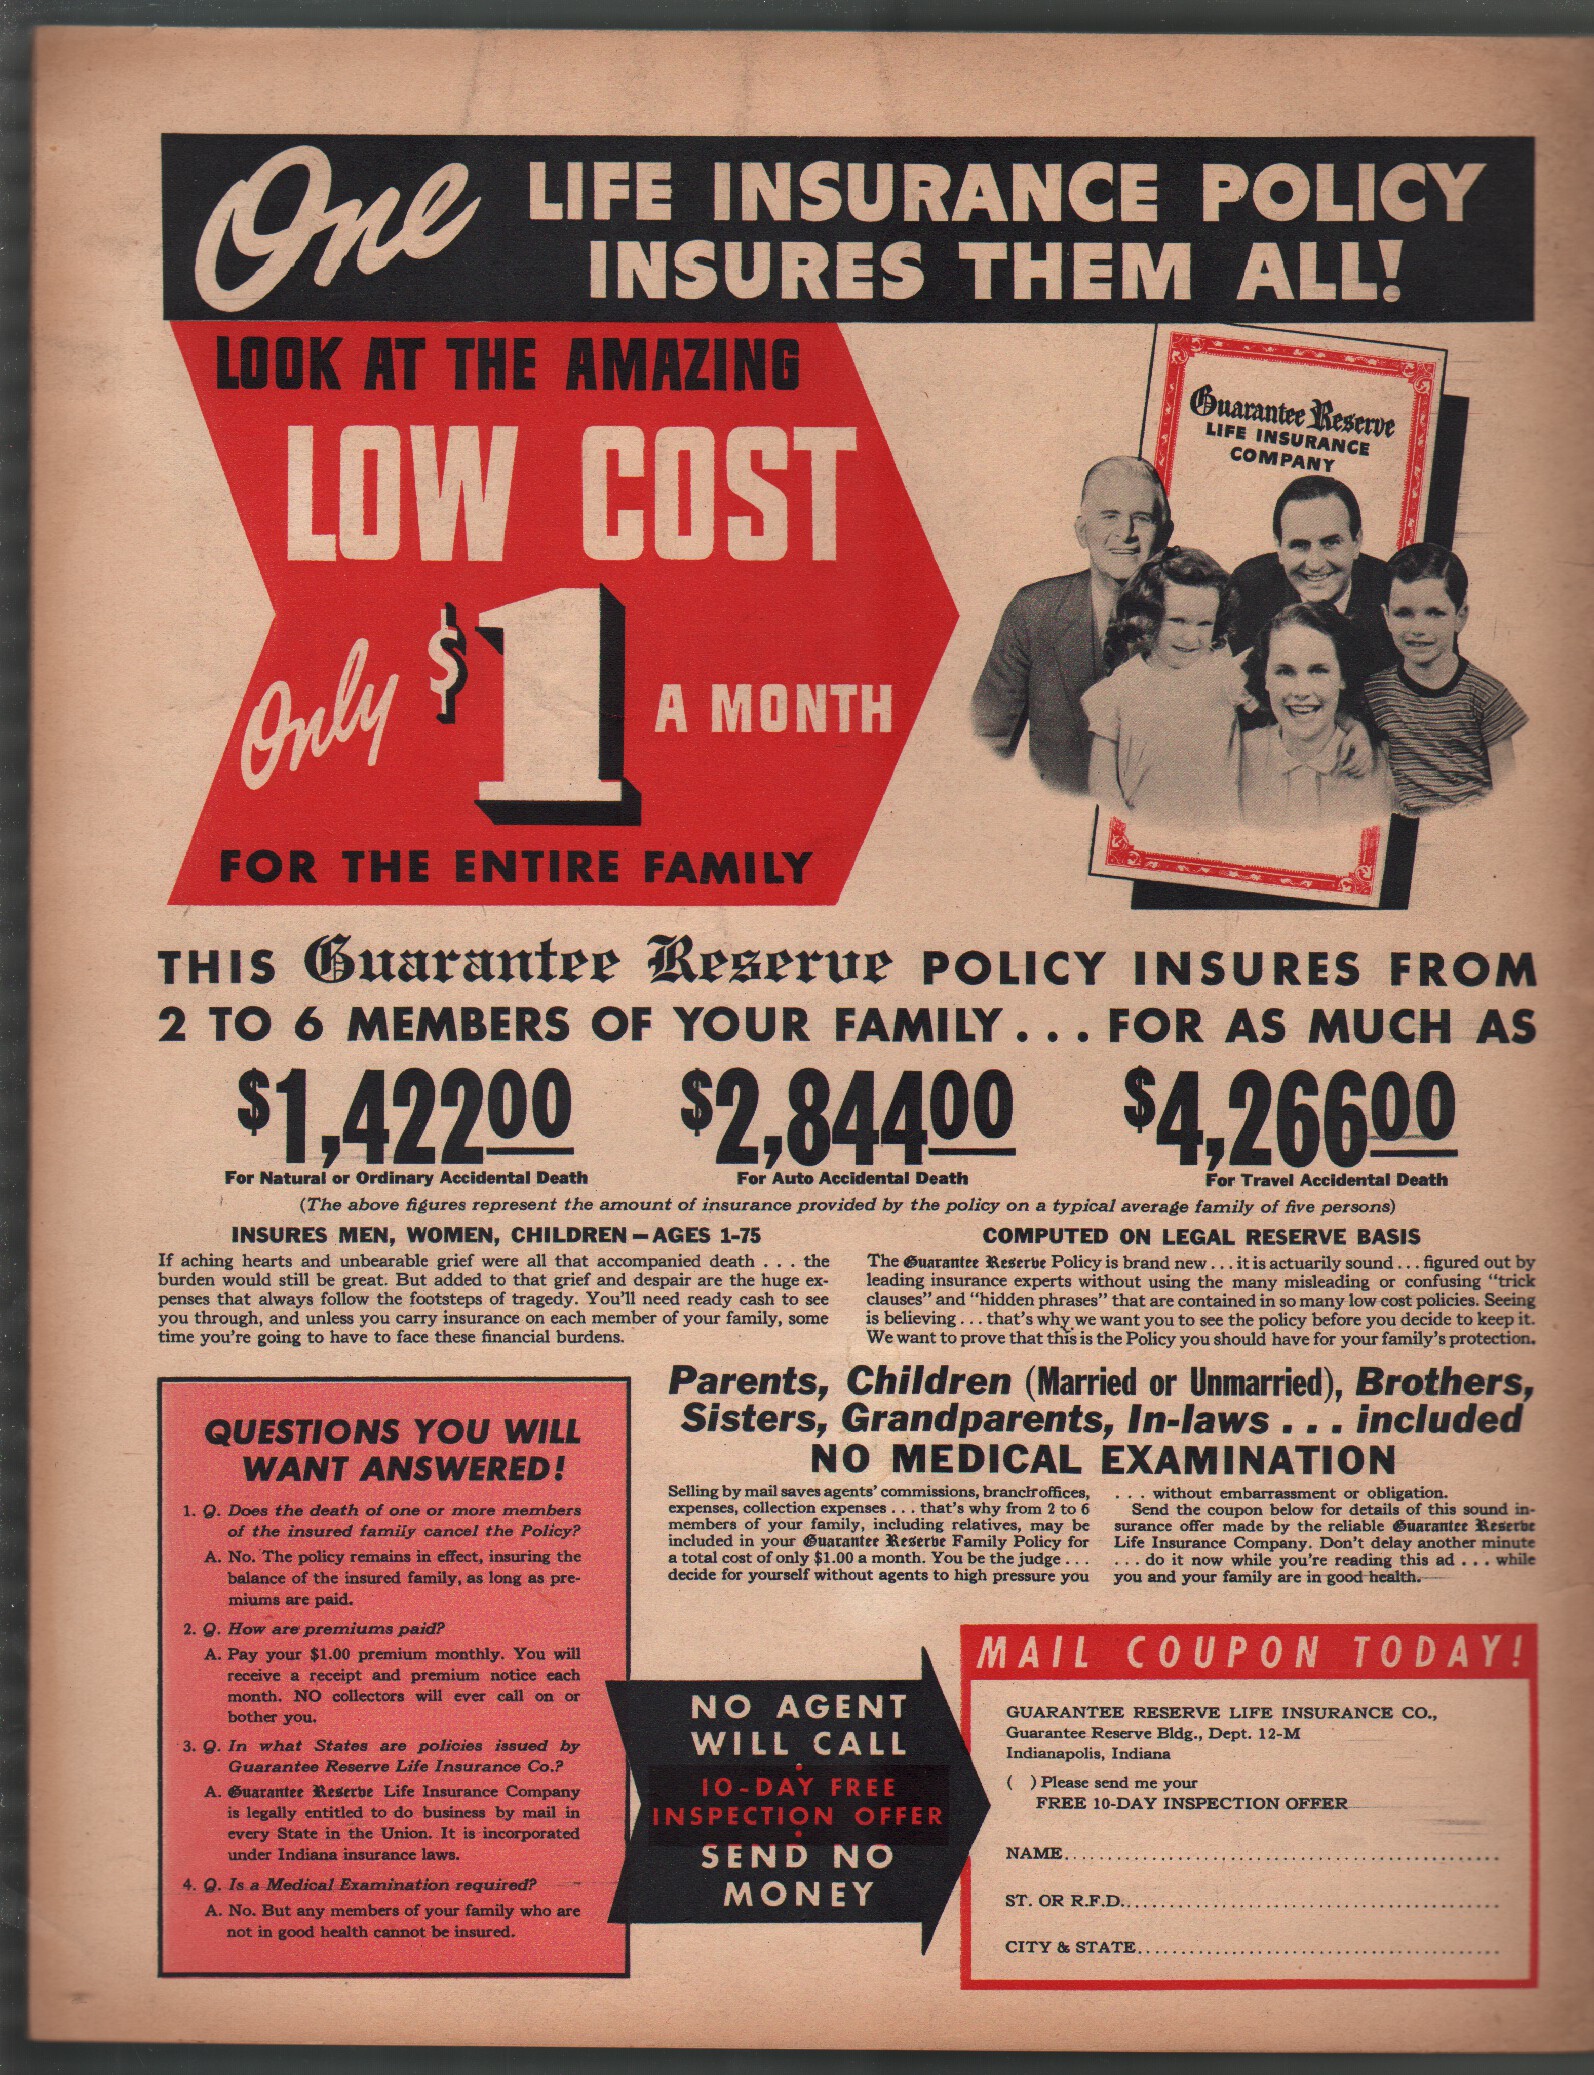 One LIFE INSURANCE POLICY
INSURES THEM ALL!
LOOK AT THE AMAZING
LOW COST
Only $1 A MONTH
FOR THE ENTIRE FAMILY
Guarantee Reserve
LIFE INSURANCE
COMPANY
THIS Guarantee Reserve POLICY INSURES FROM
2 TO 6 MEMBERS OF YOUR FAMILY . . . FOR AS MUCH AS
$1,422.00
For Natural or Ordinary Accidental Death
$2,844.00
For Auto Accidental Death
$4,266.00
For Travel Accidental Death
(The above figures represent the amount of insurance provided by the policy on a typical average family of five persons)
INSURES MEN, WOMEN, CHILDREN—AGES 1-75
If aching hearts and unbearable grief were all that accompanied death . . . the
burden would still be great. But added to that grief and despair are the huge ex-
penses that always follow the footsteps of tragedy. You'll need ready cash to see
you through, and unless you carry insurance on each member of your family, some
time you're going to have to face these financial burdens.
COMPUTED ON LEGAL RESERVE BASIS
The Guarantee Reserve Policy is brand new . . . it is actuarily sound . . . figured out by
leading insurance experts without using the many misleading or confusing "trick
clauses" and "hidden phrases" that are contained in so many low cost policies. Seeing
is believing . . . that's why we want you to see the policy before you decide to keep it.
We want to prove that this is the Policy you should have for your family's protection.
QUESTIONS YOU WILL
WANT ANSWERED!
1. Q. Does the death of one or more members
of the insured family cancel the Policy?
A. No. The policy remains in effect, insuring the
balance of the insured family, as long as pre-
miums are paid.
2. Q. How are premiums paid?
A. Pay your $1.00 premium monthly. You will
receive a receipt and premium notice each
month. NO collectors will ever call on or
bother you.
3. Q. In what States are policies issued by
Guarantee Reserve Life Insurance Co.?
A. Guarantee Reserve Life Insurance Company
is legally entitled to do business by mail in
every State in the Union. It is incorporated
under Indiana insurance laws.
4. Q. Is a Medical Examination required?
A. No. But any members of your family who are
not in good health cannot be insured.
Parents, Children (Married or Unmarried), Brothers,
Sisters, Grandparents, In-laws . . . included
NO MEDICAL EXAMINATION
Selling by mail saves agents' commissions, branch offices,
expenses, collection expenses . . . that's why from 2 to 6
members of your family, including relatives, may be
included in your Guarantee Reserve Family Policy for
a total cost of only $1.00 a month. You be the judge . . .
decide for yourself without agents to high pressure you
. . . without embarrassment or obligation.
Send the coupon below for details of this sound in-
surance offer made by the reliable Guarantee Reserve
Life Insurance Company. Don't delay another minute
. . . do it now while you're reading this ad . . . while
you and your family are in good health.
NO AGENT
WILL CALL
10-DAY FREE
INSPECTION OFFER
SEND NO
MONEY
MAIL COUPON TODAY!
GUARANTEE RESERVE LIFE INSURANCE CO.,
Guarantee Reserve Bldg., Dept. 12-M
Indianapolis, Indiana
( ) Please send me your
FREE 10-DAY INSPECTION OFFER
NAME
ST. OR R.F.D.
CITY & STATE